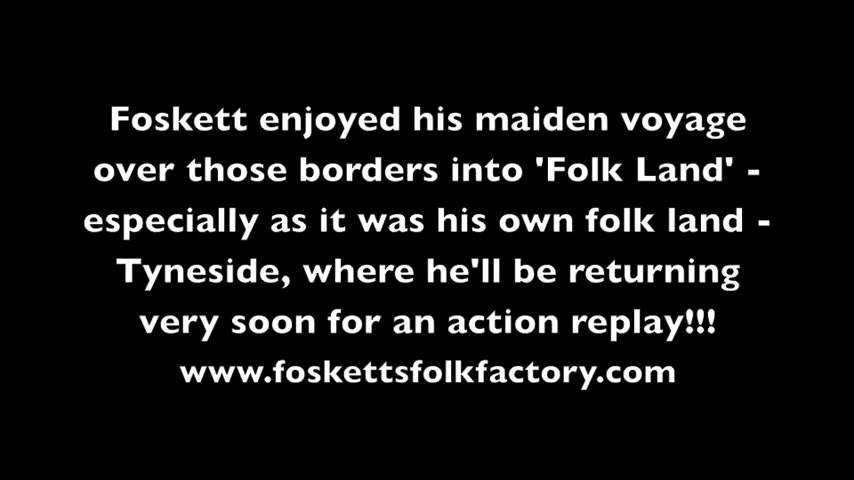 Foskett enjoyed his maiden voyage
over those borders into 'Folk Land' -
especially as it was his own folk land -
Tyneside, where he'll be returning
very soon for an action replay!!!
www.foskettsfolkfactory.com